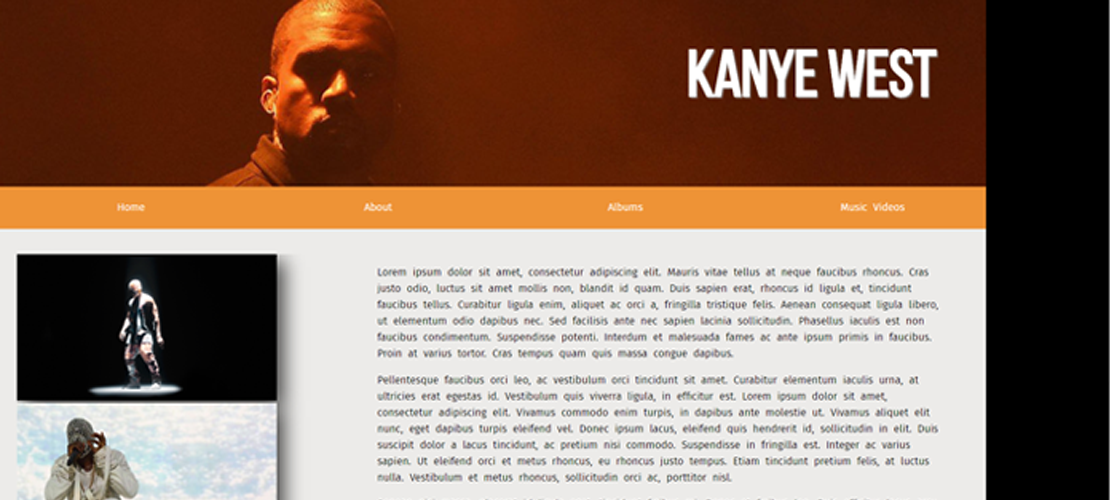 KANYE WEST
Home About Albums Music Videos
Lorem ipsum dolor sit amet, consectetur adipiscing elit. Mauris vitae tellus at neque faucibus rhoncus. Cras
justo odio, luctus sit amet mollis non, blandit id quam. Duis sapien erat, rhoncus id ligula et, tincidunt
faucibus tellus. Curabitur ligula enim, aliquet ac orci a, fringilla tristique felis. Aenean consequat ligula libero,
ut elementum odio dapibus nec. Sed facilisis ante nec sapien lacinia sollicitudin. Phasellus iaculis est non
faucibus condimentum. Suspendisse potenti. Interdum et malesuada fames ac ante ipsum primis in faucibus.
Proin at varius tortor. Cras tempus quam quis massa congue dapibus.
Pellentesque faucibus orci leo, ac vestibulum orci tincidunt sit amet. Curabitur elementum iaculis urna, at
ultricies erat egestas id. Vestibulum quis viverra ligula, in efficitur est. Lorem ipsum dolor sit amet,
consectetur adipiscing elit. Vivamus commodo enim turpis, in dapibus ante molestie ut. Vivamus aliquet elit
nunc, eget dapibus turpis eleifend vel. Donec ipsum lacus, eleifend quis hendrerit id, sollicitudin in elit. Duis
suscipit dolor a lacus tincidunt, ac pretium nisi commodo. Suspendisse in fringilla est. Integer ac varius
sapien. Ut eleifend orci et metus rhoncus, eu rhoncus justo tempus. Etiam tincidunt pretium felis, at luctus
nulla. Vestibulum et metus rhoncus, sollicitudin orci ac, porttitor nisl.